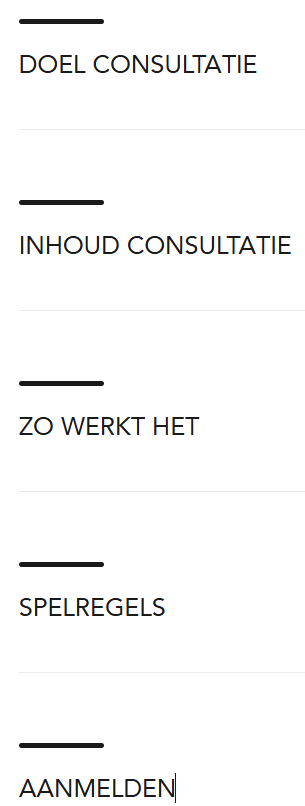 DOEL CONSULTATIE
INHOUD CONSULTATIE
ZO WERKT HET
SPELREGELS
AANMELDEN